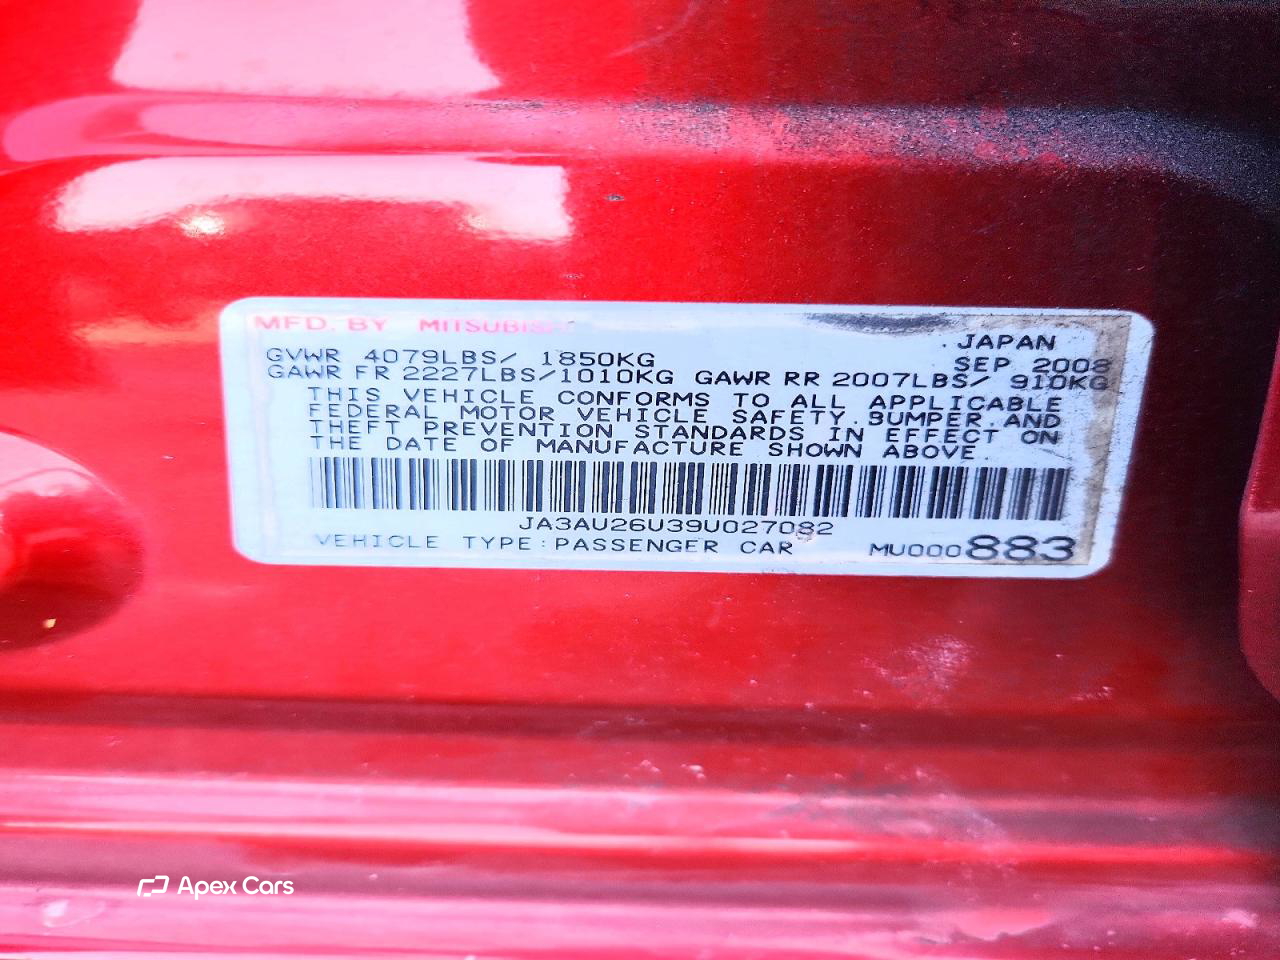 MFD. BY MITSUBISHI
JAPAN
GVWR 4079LBS/ 1850KG SEP 2008
GAWR FR 2227LBS/1010KG GAWR RR 2007LBS/ 910KG
THIS VEHICLE CONFORMS TO ALL APPLICABLE
FEDERAL MOTOR VEHICLE SAFETY, BUMPER, AND
THEFT PREVENTION STANDARDS IN EFFECT ON
THE DATE OF MANUFACTURE SHOWN ABOVE.
JA3AU26U39U027082
VEHICLE TYPE:PASSENGER CAR MU000883
Apex Cars